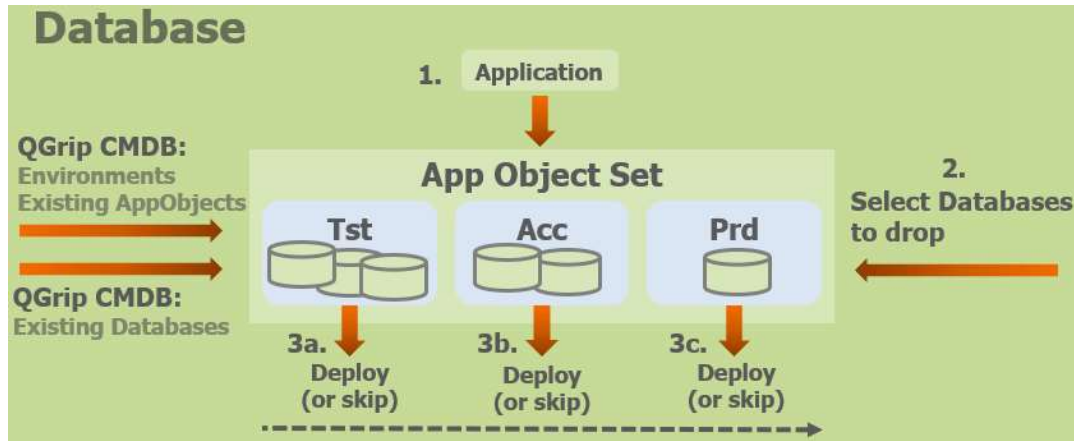 Database
1.
Application
QGrip CMDB:
Environments
Existing AppObjects
QGrip CMDB:
Existing Databases
App Object Set
Tst
Acc
Prd
2.
Select Databases
to drop
3a.
Deploy
(or skip)
3b.
Deploy
(or skip)
3c.
Deploy
(or skip)